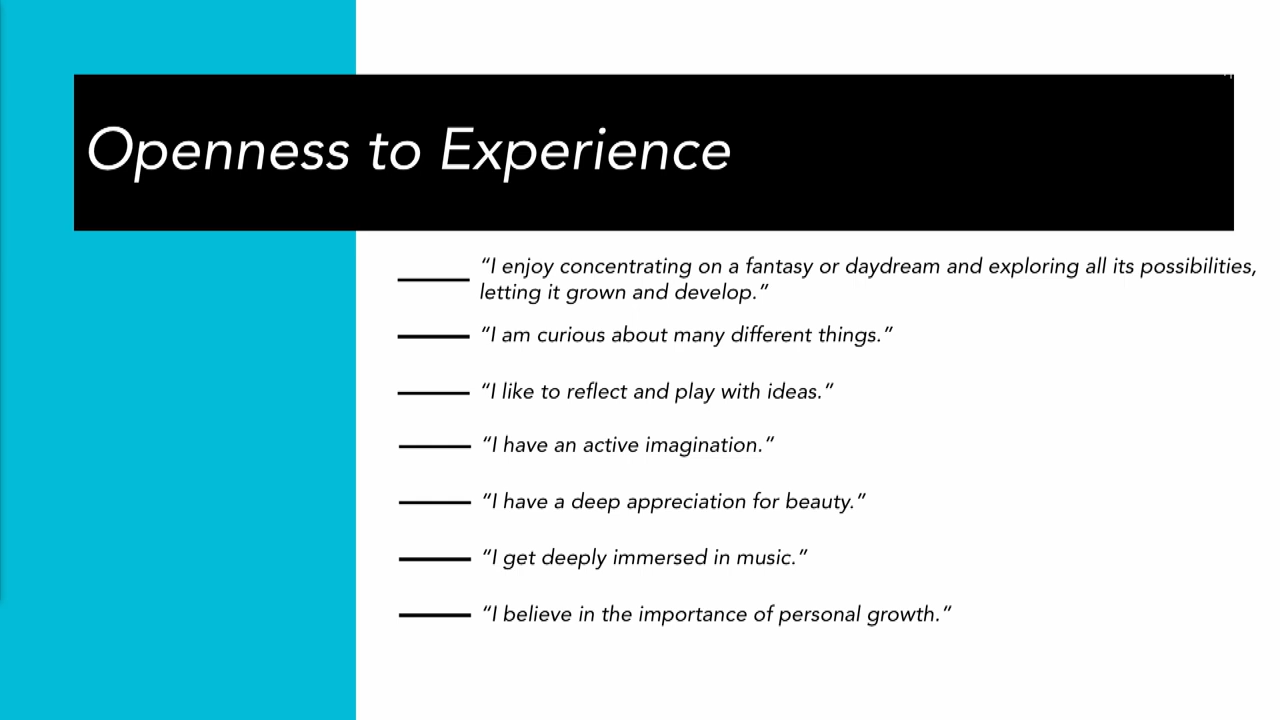 Openness to Experience
“I enjoy concentrating on a fantasy or daydream and exploring all its possibilities,
letting it grown and develop.”
“I am curious about many different things.”
“I like to reflect and play with ideas.”
“I have an active imagination.”
“I have a deep appreciation for beauty.”
“I get deeply immersed in music.”
“I believe in the importance of personal growth.”